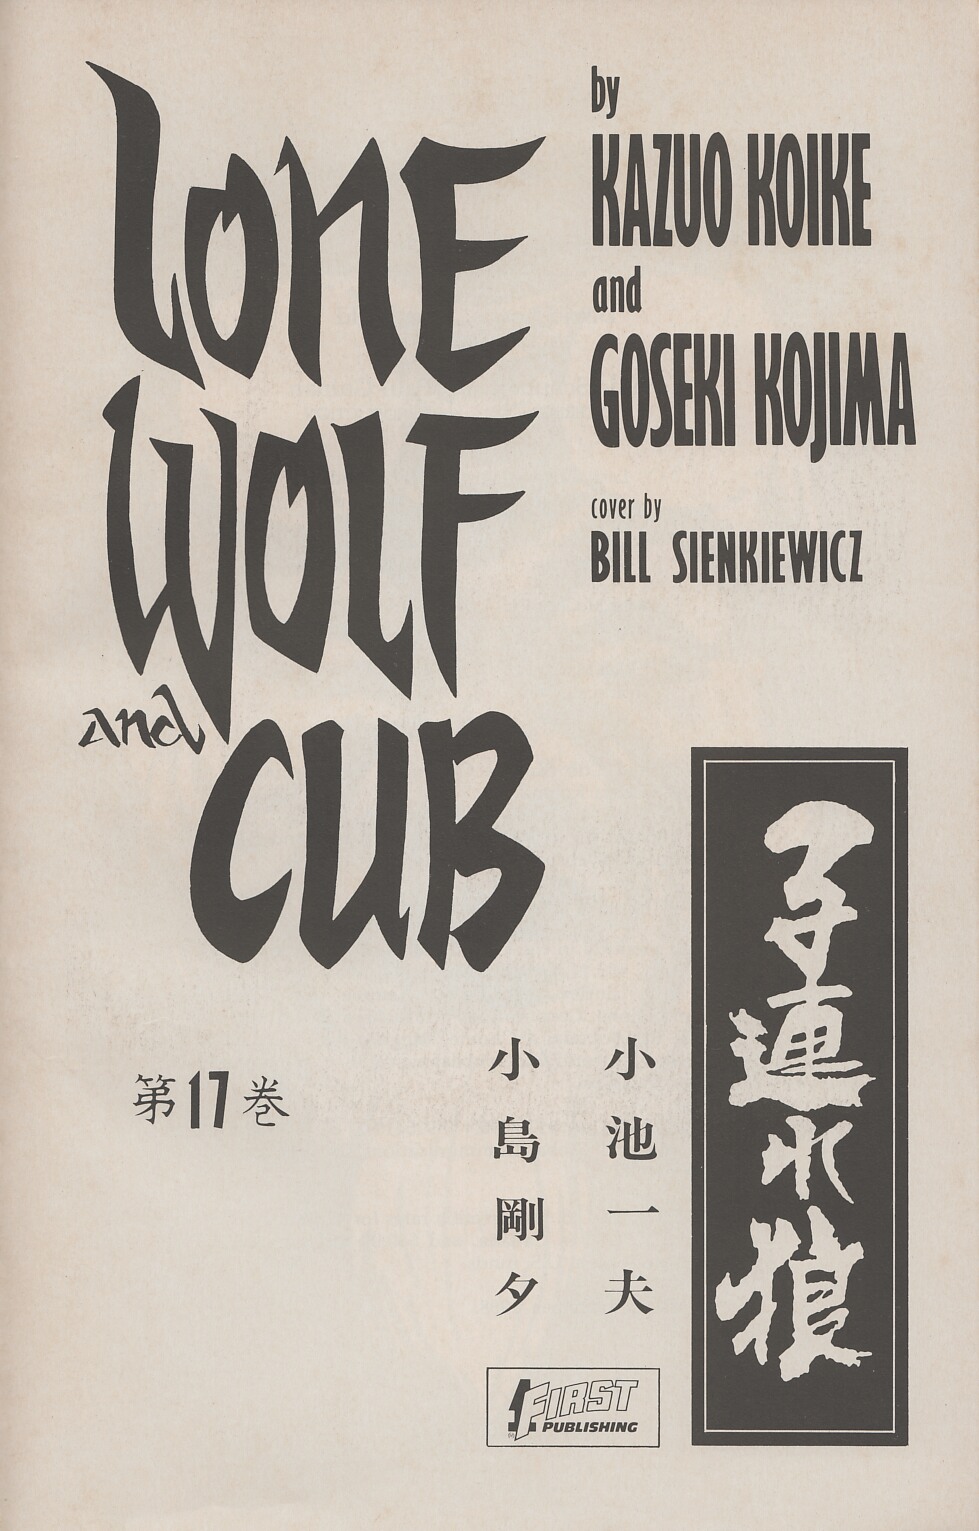 LONE
WOLF
and
CUB
by
KAZUO KOIKE
and
GOSEKI KOJIMA
cover by
BILL SIENKIEWICZ
子連れ狼
小池一夫
小島剛夕
第17巻
1FIRST
PUBLISHING